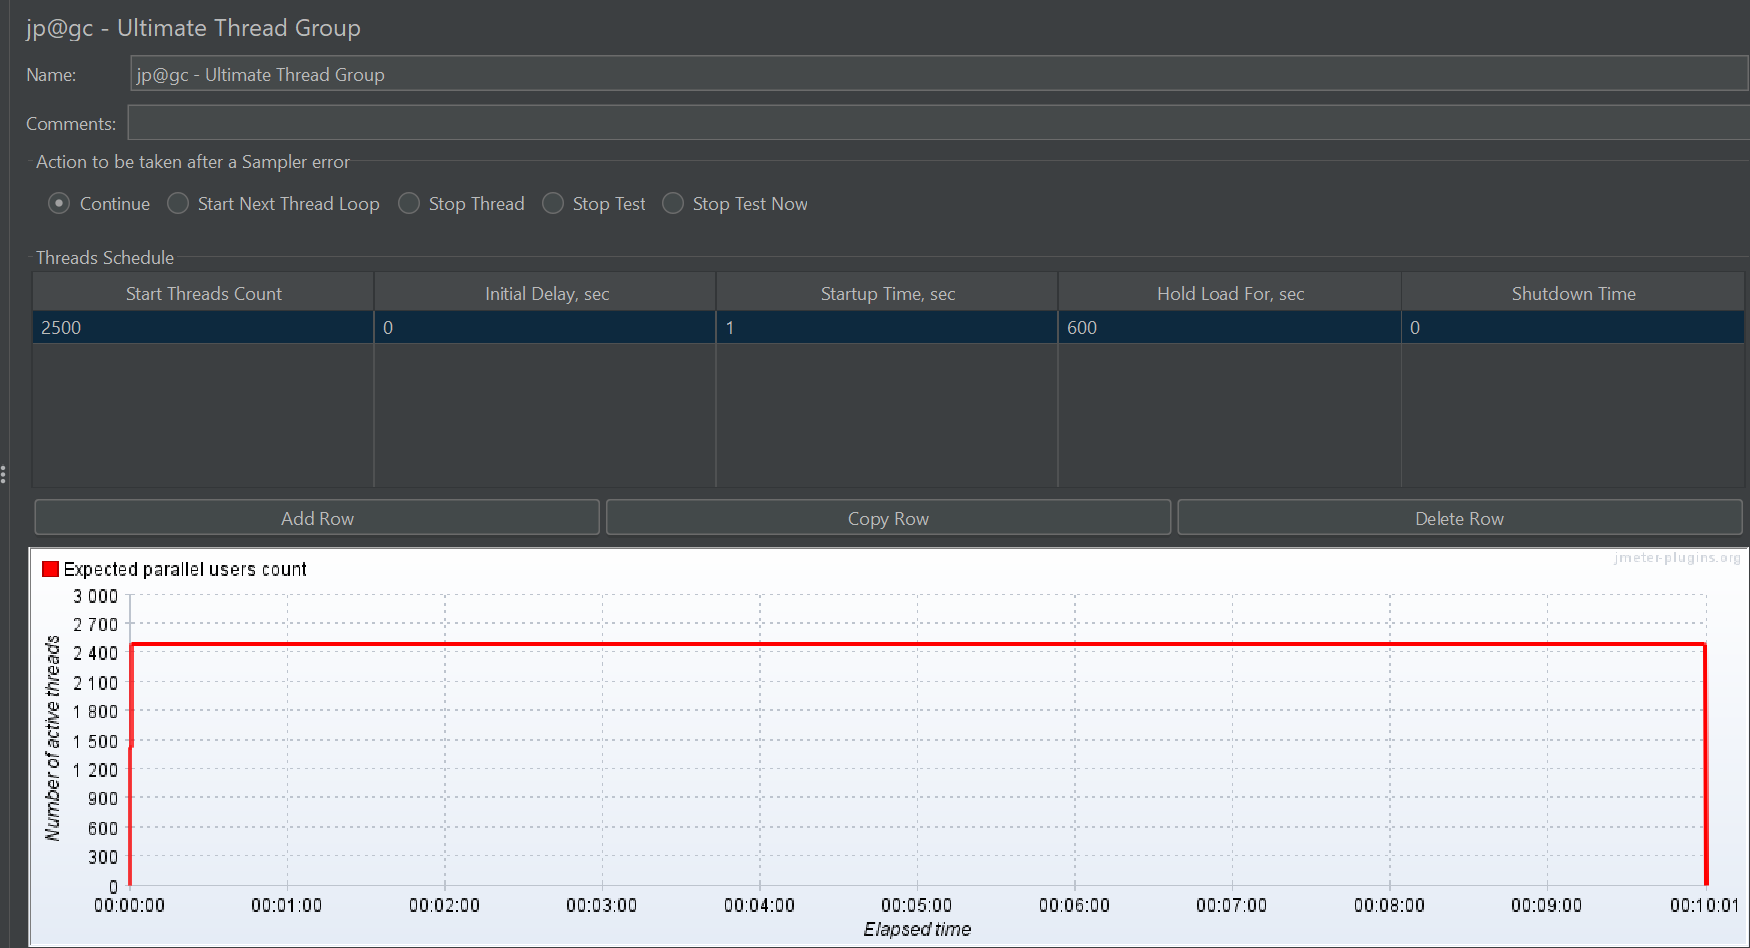 jp@gc - Ultimate Thread Group
Name: jp@gc - Ultimate Thread Group
Comments:
Action to be taken after a Sampler error
Continue Start Next Thread Loop Stop Thread Stop Test Stop Test Now
Threads Schedule
Start Threads Count Initial Delay, sec Startup Time, sec Hold Load For, sec Shutdown Time
2500 0 1 600 0
Add Row Copy Row Delete Row
jmeter-plugins.org
Expected parallel users count
Number of active threads
3 000
2 700
2 400
2 100
1 800
1 500
1 200
900
600
300
0
00:00:00 00:01:00 00:02:00 00:03:00 00:04:00 00:05:00 00:06:00 00:07:00 00:08:00 00:09:00 00:10:01
Elapsed time